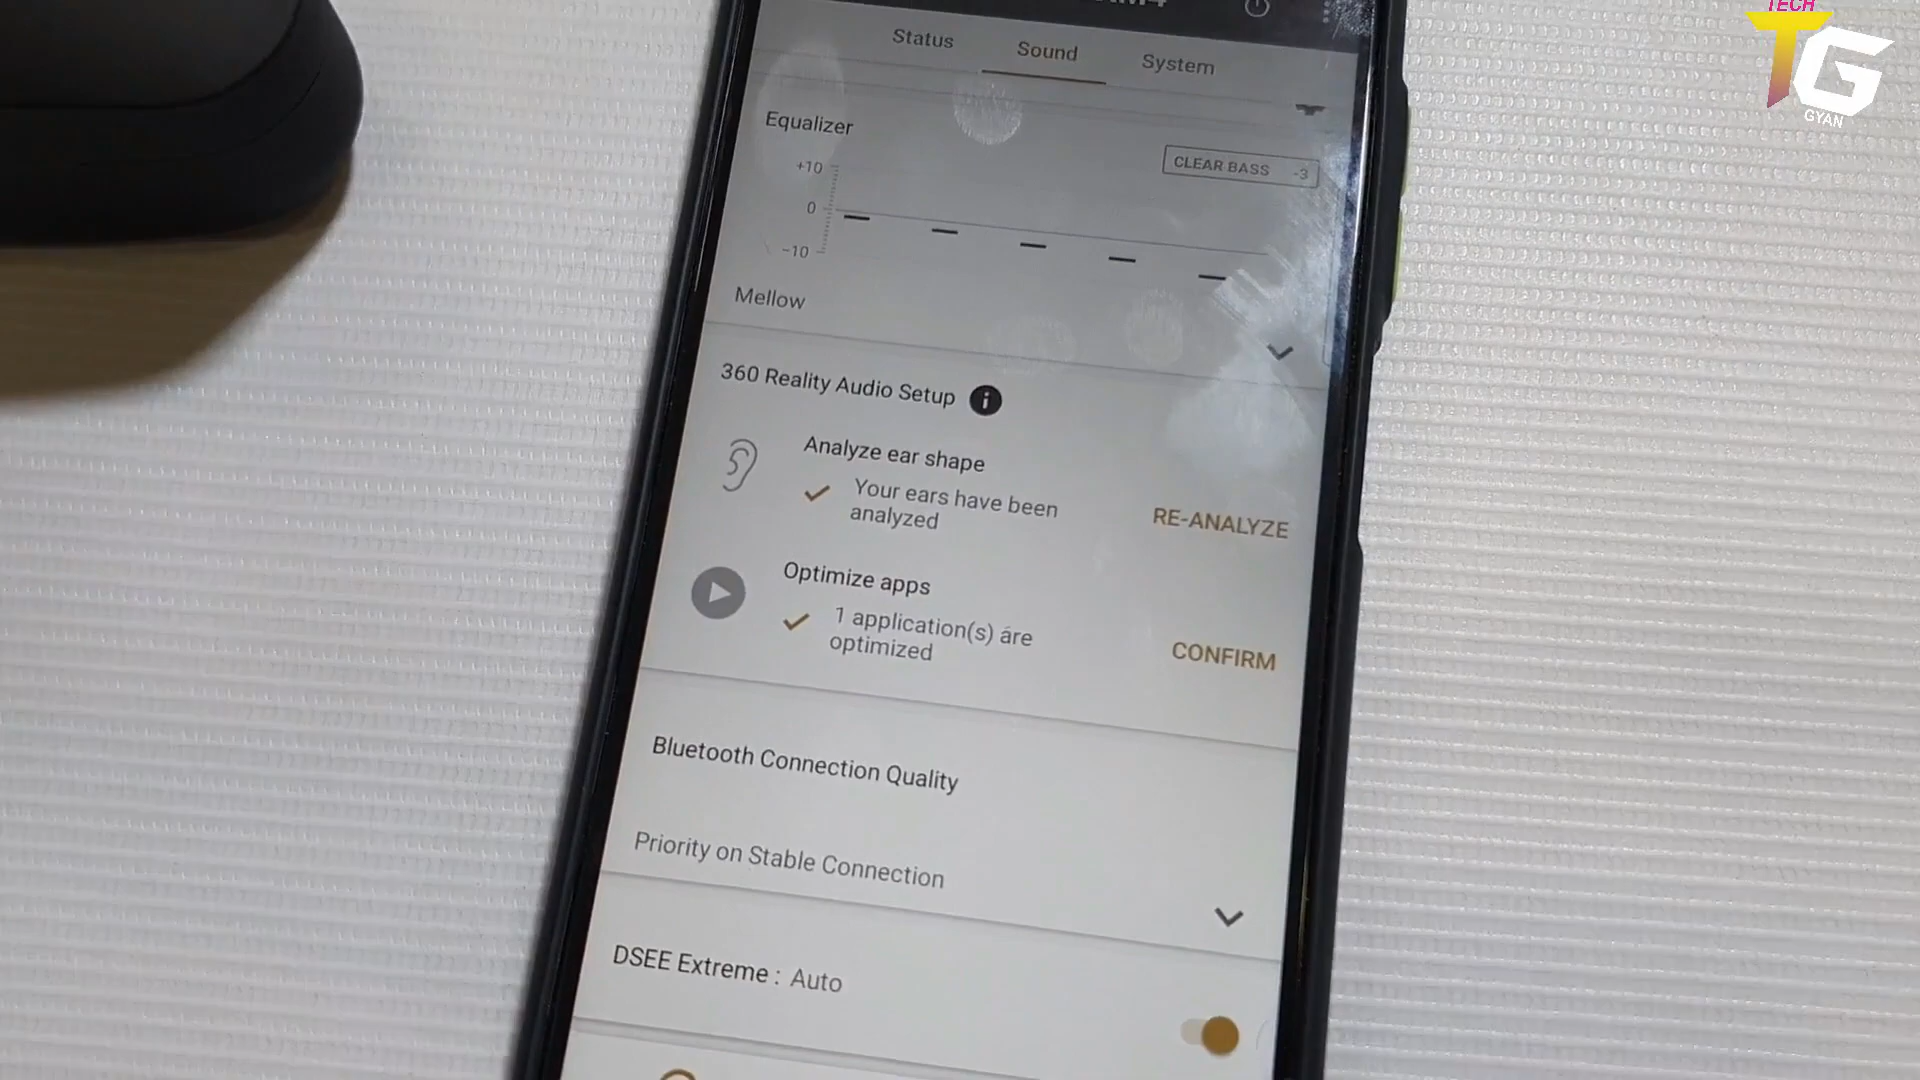 TECH
TG
GYAN
Status Sound System
Equalizer
CLEAR BASS -3
+10
0
-10
Mellow
360 Reality Audio Setup i
Analyze ear shape
Your ears have been
analyzed
RE-ANALYZE
Optimize apps
1 application(s) are
optimized
CONFIRM
Bluetooth Connection Quality
Priority on Stable Connection
DSEE Extreme : Auto